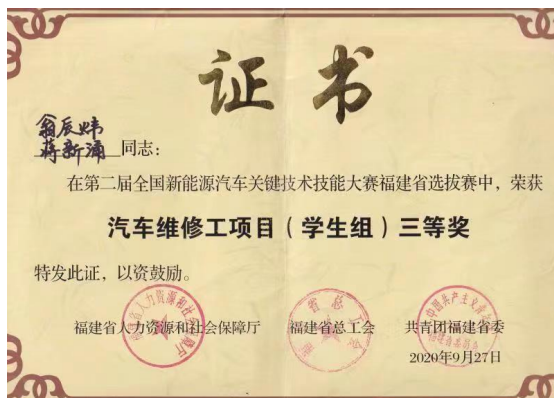 证书
翁辰炜
蒋新涌 同志：
在第二届全国新能源汽车关键技术技能大赛福建省选拔赛中，荣获
汽车维修工项目（学生组）三等奖
特发此证，以资鼓励。
福建省人力资源和社会保障厅 福建省总工会 共青团福建省委
2020年9月27日